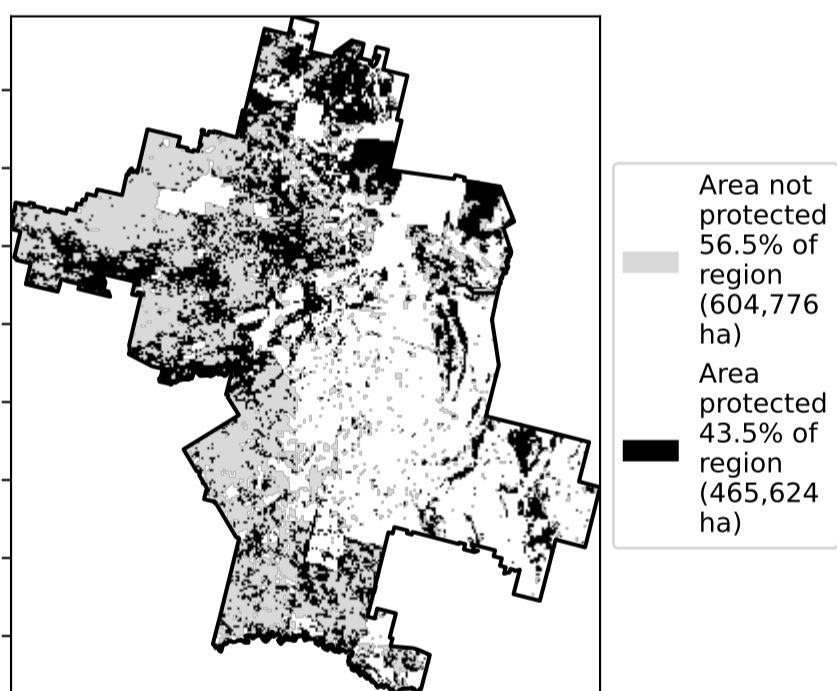 Area not
protected
56.5% of
region
(604,776
ha)
Area
protected
43.5% of
region
(465,624
ha)